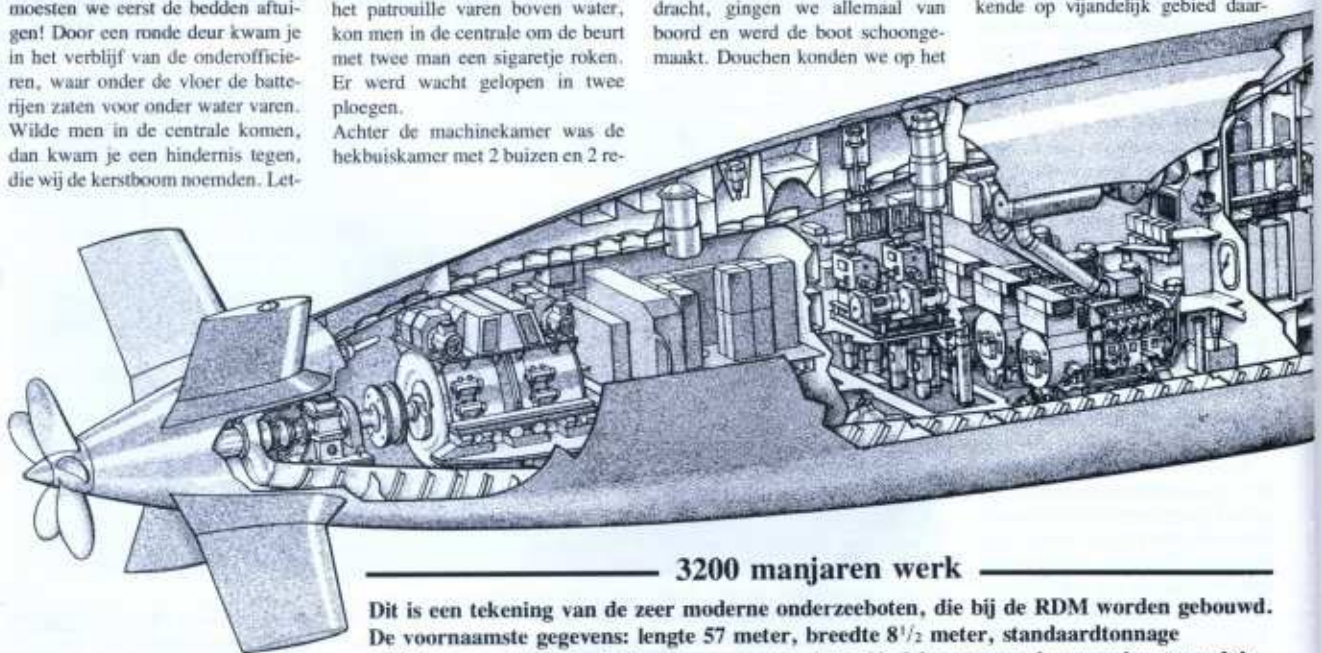 moesten we eerst de bedden aftui-
gen! Door een ronde deur kwam je
in het verblijf van de onderofficie-
ren, waar onder de vloer de batte-
rijen zaten voor onder water varen.
Wilde men in de centrale komen,
dan kwam je een hindernis tegen,
die wij de kerstboom noemden. Let-
het patrouille varen boven water,
kon men in de centrale om de beurt
met twee man een sigaretje roken.
Er werd wacht gelopen in twee
ploegen.
Achter de machinekamer was de
hekbuiskamer met 2 buizen en 2 re-
dracht, gingen we allemaal van
boord en werd de boot schoonge-
maakt. Douchen konden we op het
kende op vijandelijk gebied daar-
3200 manjaren werk
Dit is een tekening van de zeer moderne onderzeeboten, die bij de RDM worden gebouwd.
De voornaamste gegevens: lengte 57 meter, breedte 8 1/2 meter, standaardtonnage